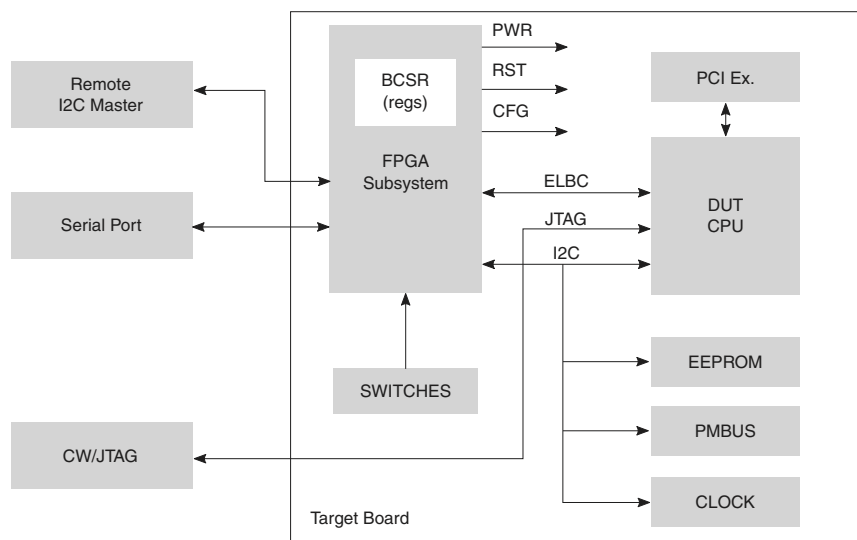 PWR
RST
CFG
BCSR
(regs)
FPGA
Subsystem
Remote
I2C Master
Serial Port
CW/JTAG
SWITCHES
ELBC
JTAG
I2C
PCI Ex.
DUT
CPU
EEPROM
PMBUS
CLOCK
Target Board